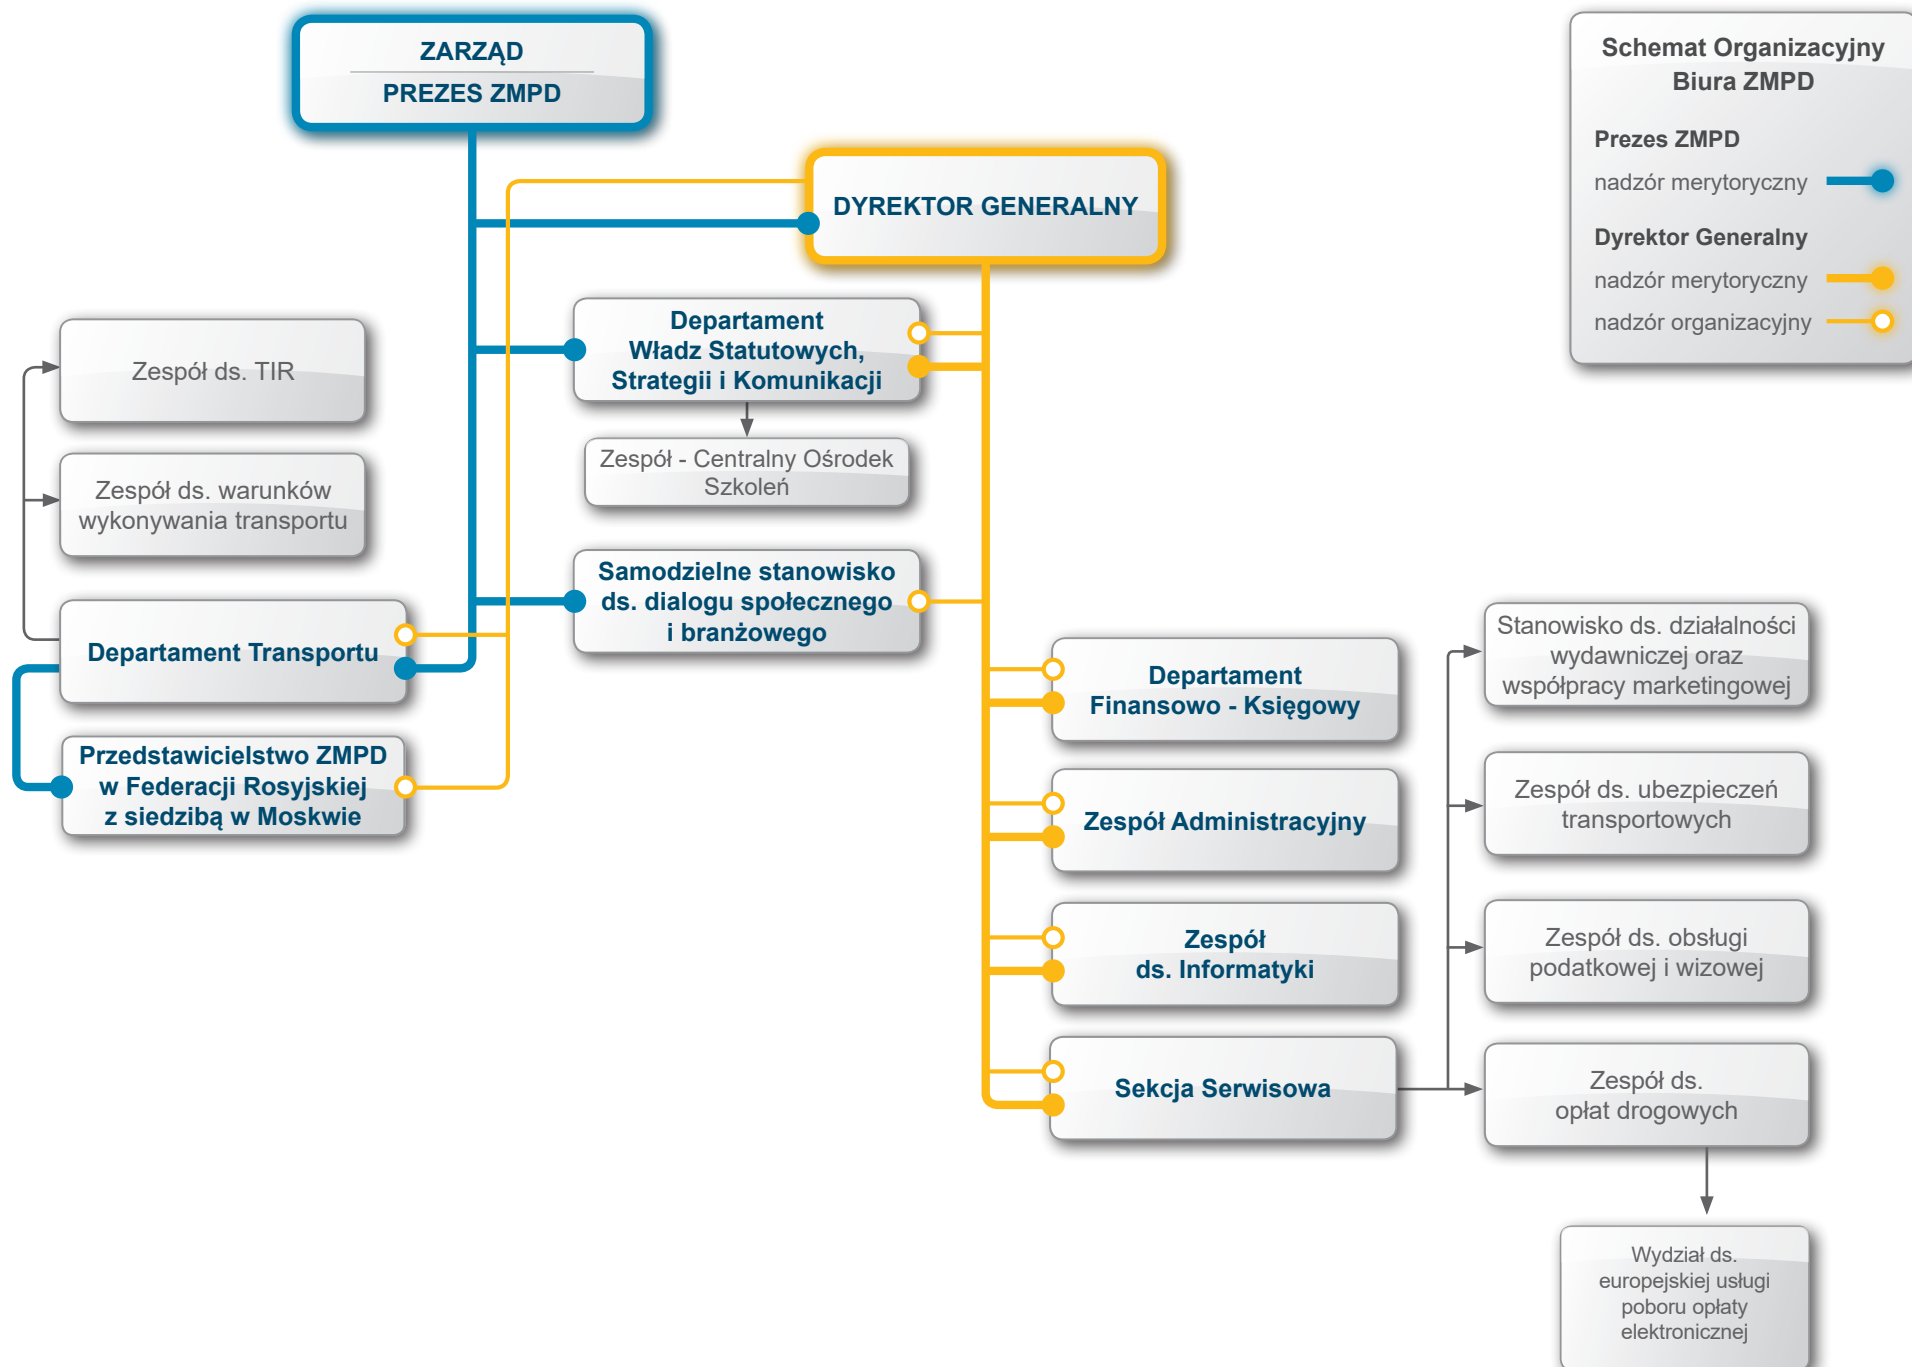 ZARZĄD
PREZES ZMPD
Schemat Organizacyjny
Biura ZMPD
Prezes ZMPD
nadzór merytoryczny
Dyrektor Generalny
nadzór merytoryczny
nadzór organizacyjny
DYREKTOR GENERALNY
Departament
Władz Statutowych,
Strategii i Komunikacji
Zespół - Centralny Ośrodek
Szkoleń
Samodzielne stanowisko
ds. dialogu społecznego
i branżowego
Zespół ds. TIR
Zespół ds. warunków
wykonywania transportu
Departament Transportu
Przedstawicielstwo ZMPD
w Federacji Rosyjskiej
z siedzibą w Moskwie
Departament
Finansowo - Księgowy
Zespół Administracyjny
Zespół
ds. Informatyki
Sekcja Serwisowa
Stanowisko ds. działalności
wydawniczej oraz
współpracy marketingowej
Zespół ds. ubezpieczeń
transportowych
Zespół ds. obsługi
podatkowej i wizowej
Zespół ds.
opłat drogowych
Wydział ds.
europejskiej usługi
poboru opłaty
elektronicznej